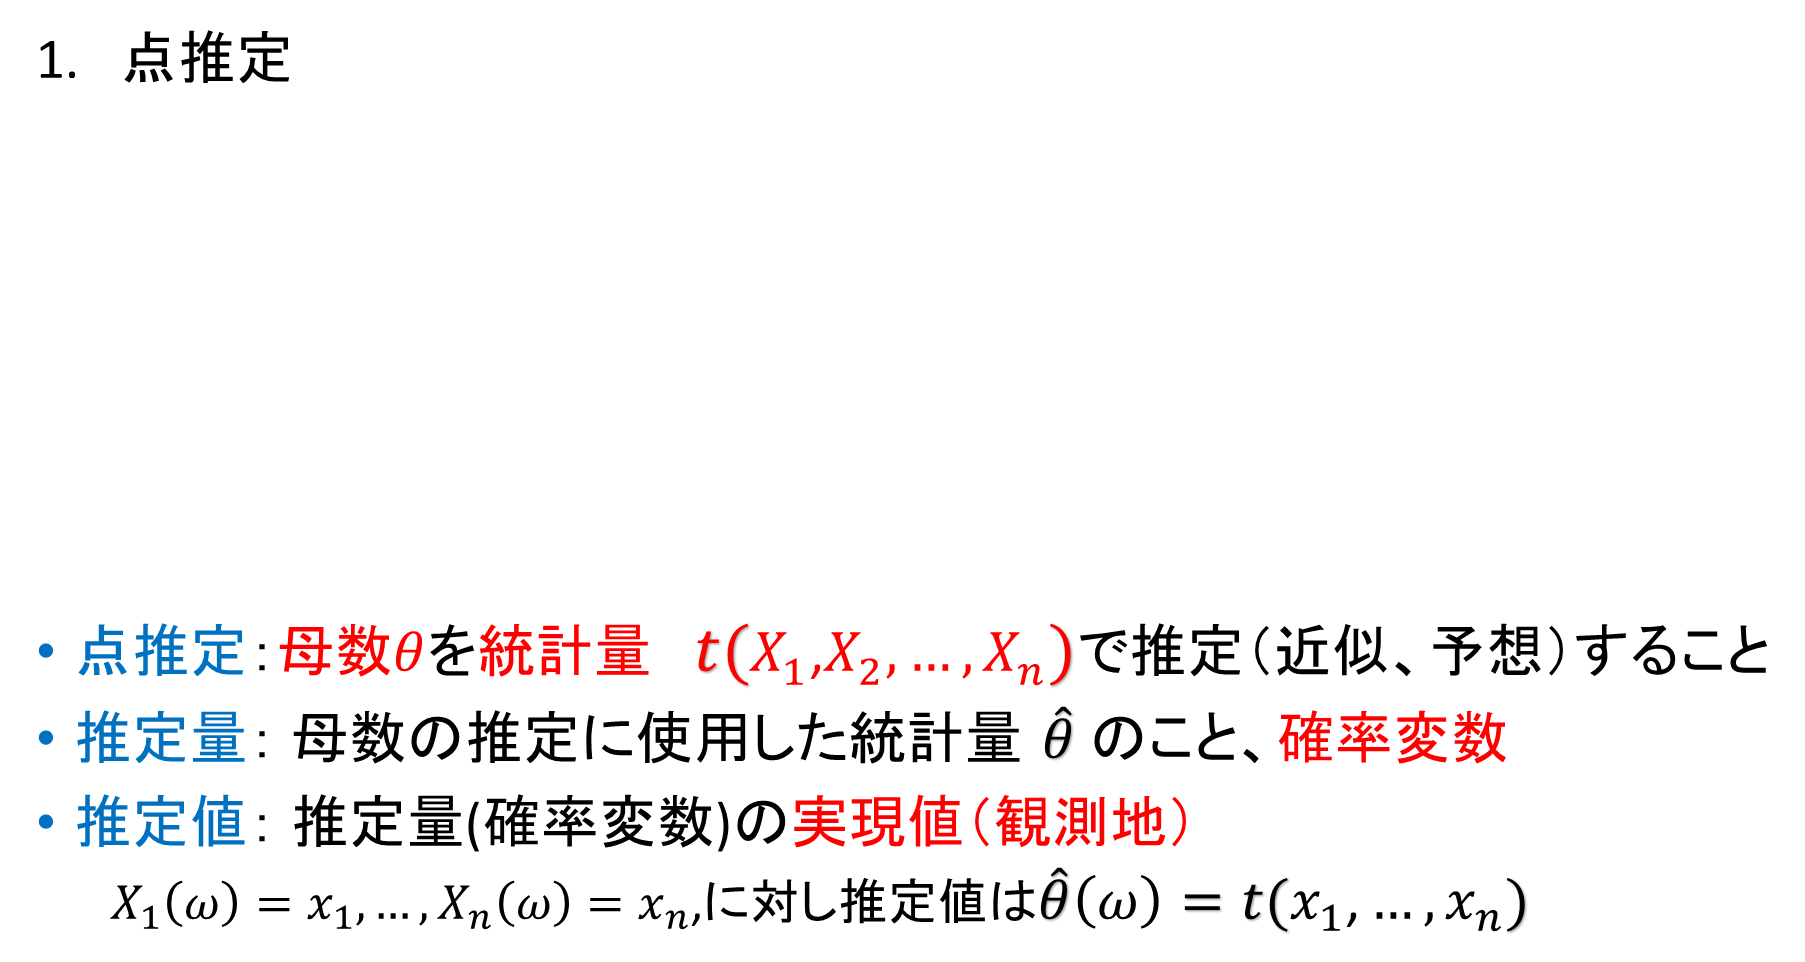 1. 点推定
• 点推定：母数θを統計量 t(X₁,X₂, … , Xₙ)で推定（近似、予想）すること
• 推定量： 母数の推定に使用した統計量 θ̂ のこと、確率変数
• 推定値： 推定量(確率変数)の実現値（観測地）
X₁(ω) = x₁, … , Xₙ(ω) = xₙ,に対し推定値はθ̂(ω) = t(x₁, … , xₙ)